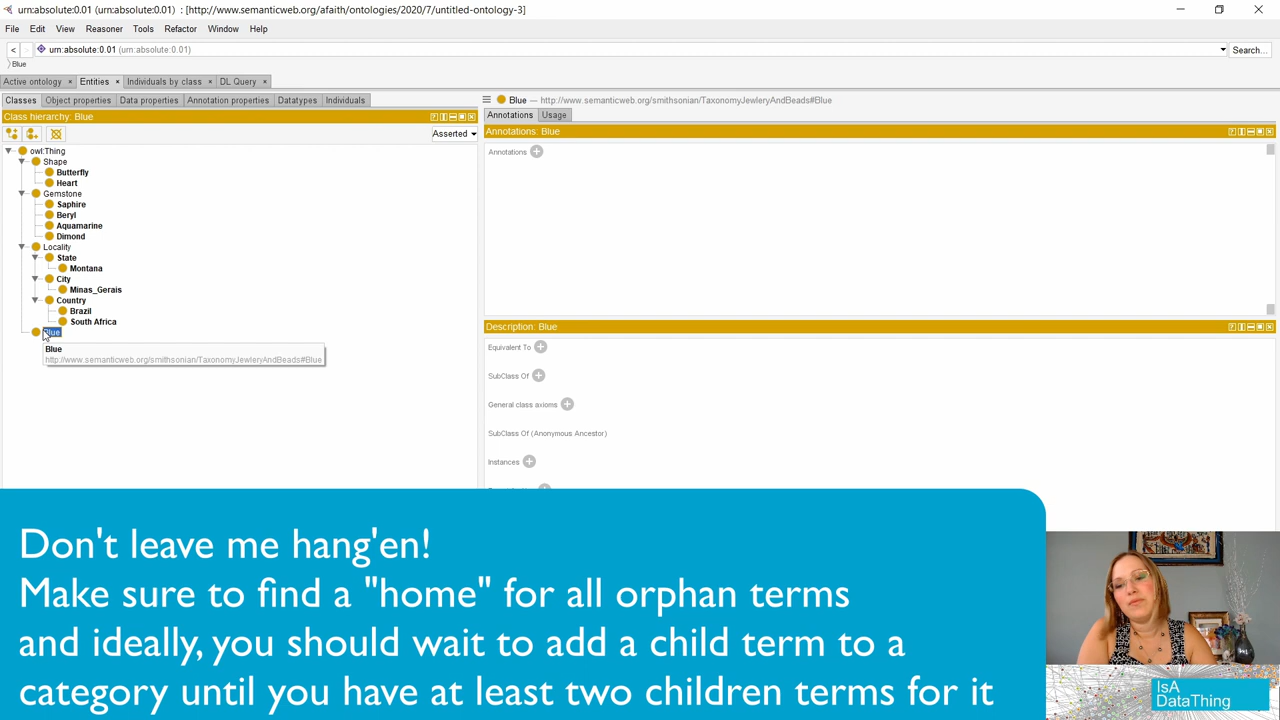 urn:absolute:0.01 (urn:absolute:0.01) : [http://www.semanticweb.org/afaith/ontologies/2020/7/untitled-ontology-3]
File Edit View Reasoner Tools Refactor Window Help
< > urn:absolute:0.01 (urn:absolute:0.01) Search...
Blue
Active ontology × Entities × Individuals by class × DL Query ×
Classes Object properties Data properties Annotation properties Datatypes Individuals
Class hierarchy: Blue
Asserted
owl:Thing
Shape
Butterfly
Heart
Gemstone
Saphire
Beryl
Aquamarine
Dimond
Locality
State
Montana
City
Minas_Gerais
Country
Brazil
South Africa
Blue
Blue
http://www.semanticweb.org/smithsonian/TaxonomyJewleryAndBeads#Blue
Blue — http://www.semanticweb.org/smithsonian/TaxonomyJewleryAndBeads#Blue
Annotations Usage
Annotations: Blue
Annotations
Description: Blue
Equivalent To
SubClass Of
General class axioms
SubClass Of (Anonymous Ancestor)
Instances
Don't leave me hang'en!
Make sure to find a "home" for all orphan terms
and ideally, you should wait to add a child term to a
category until you have at least two children terms for it
IsA
DataThing